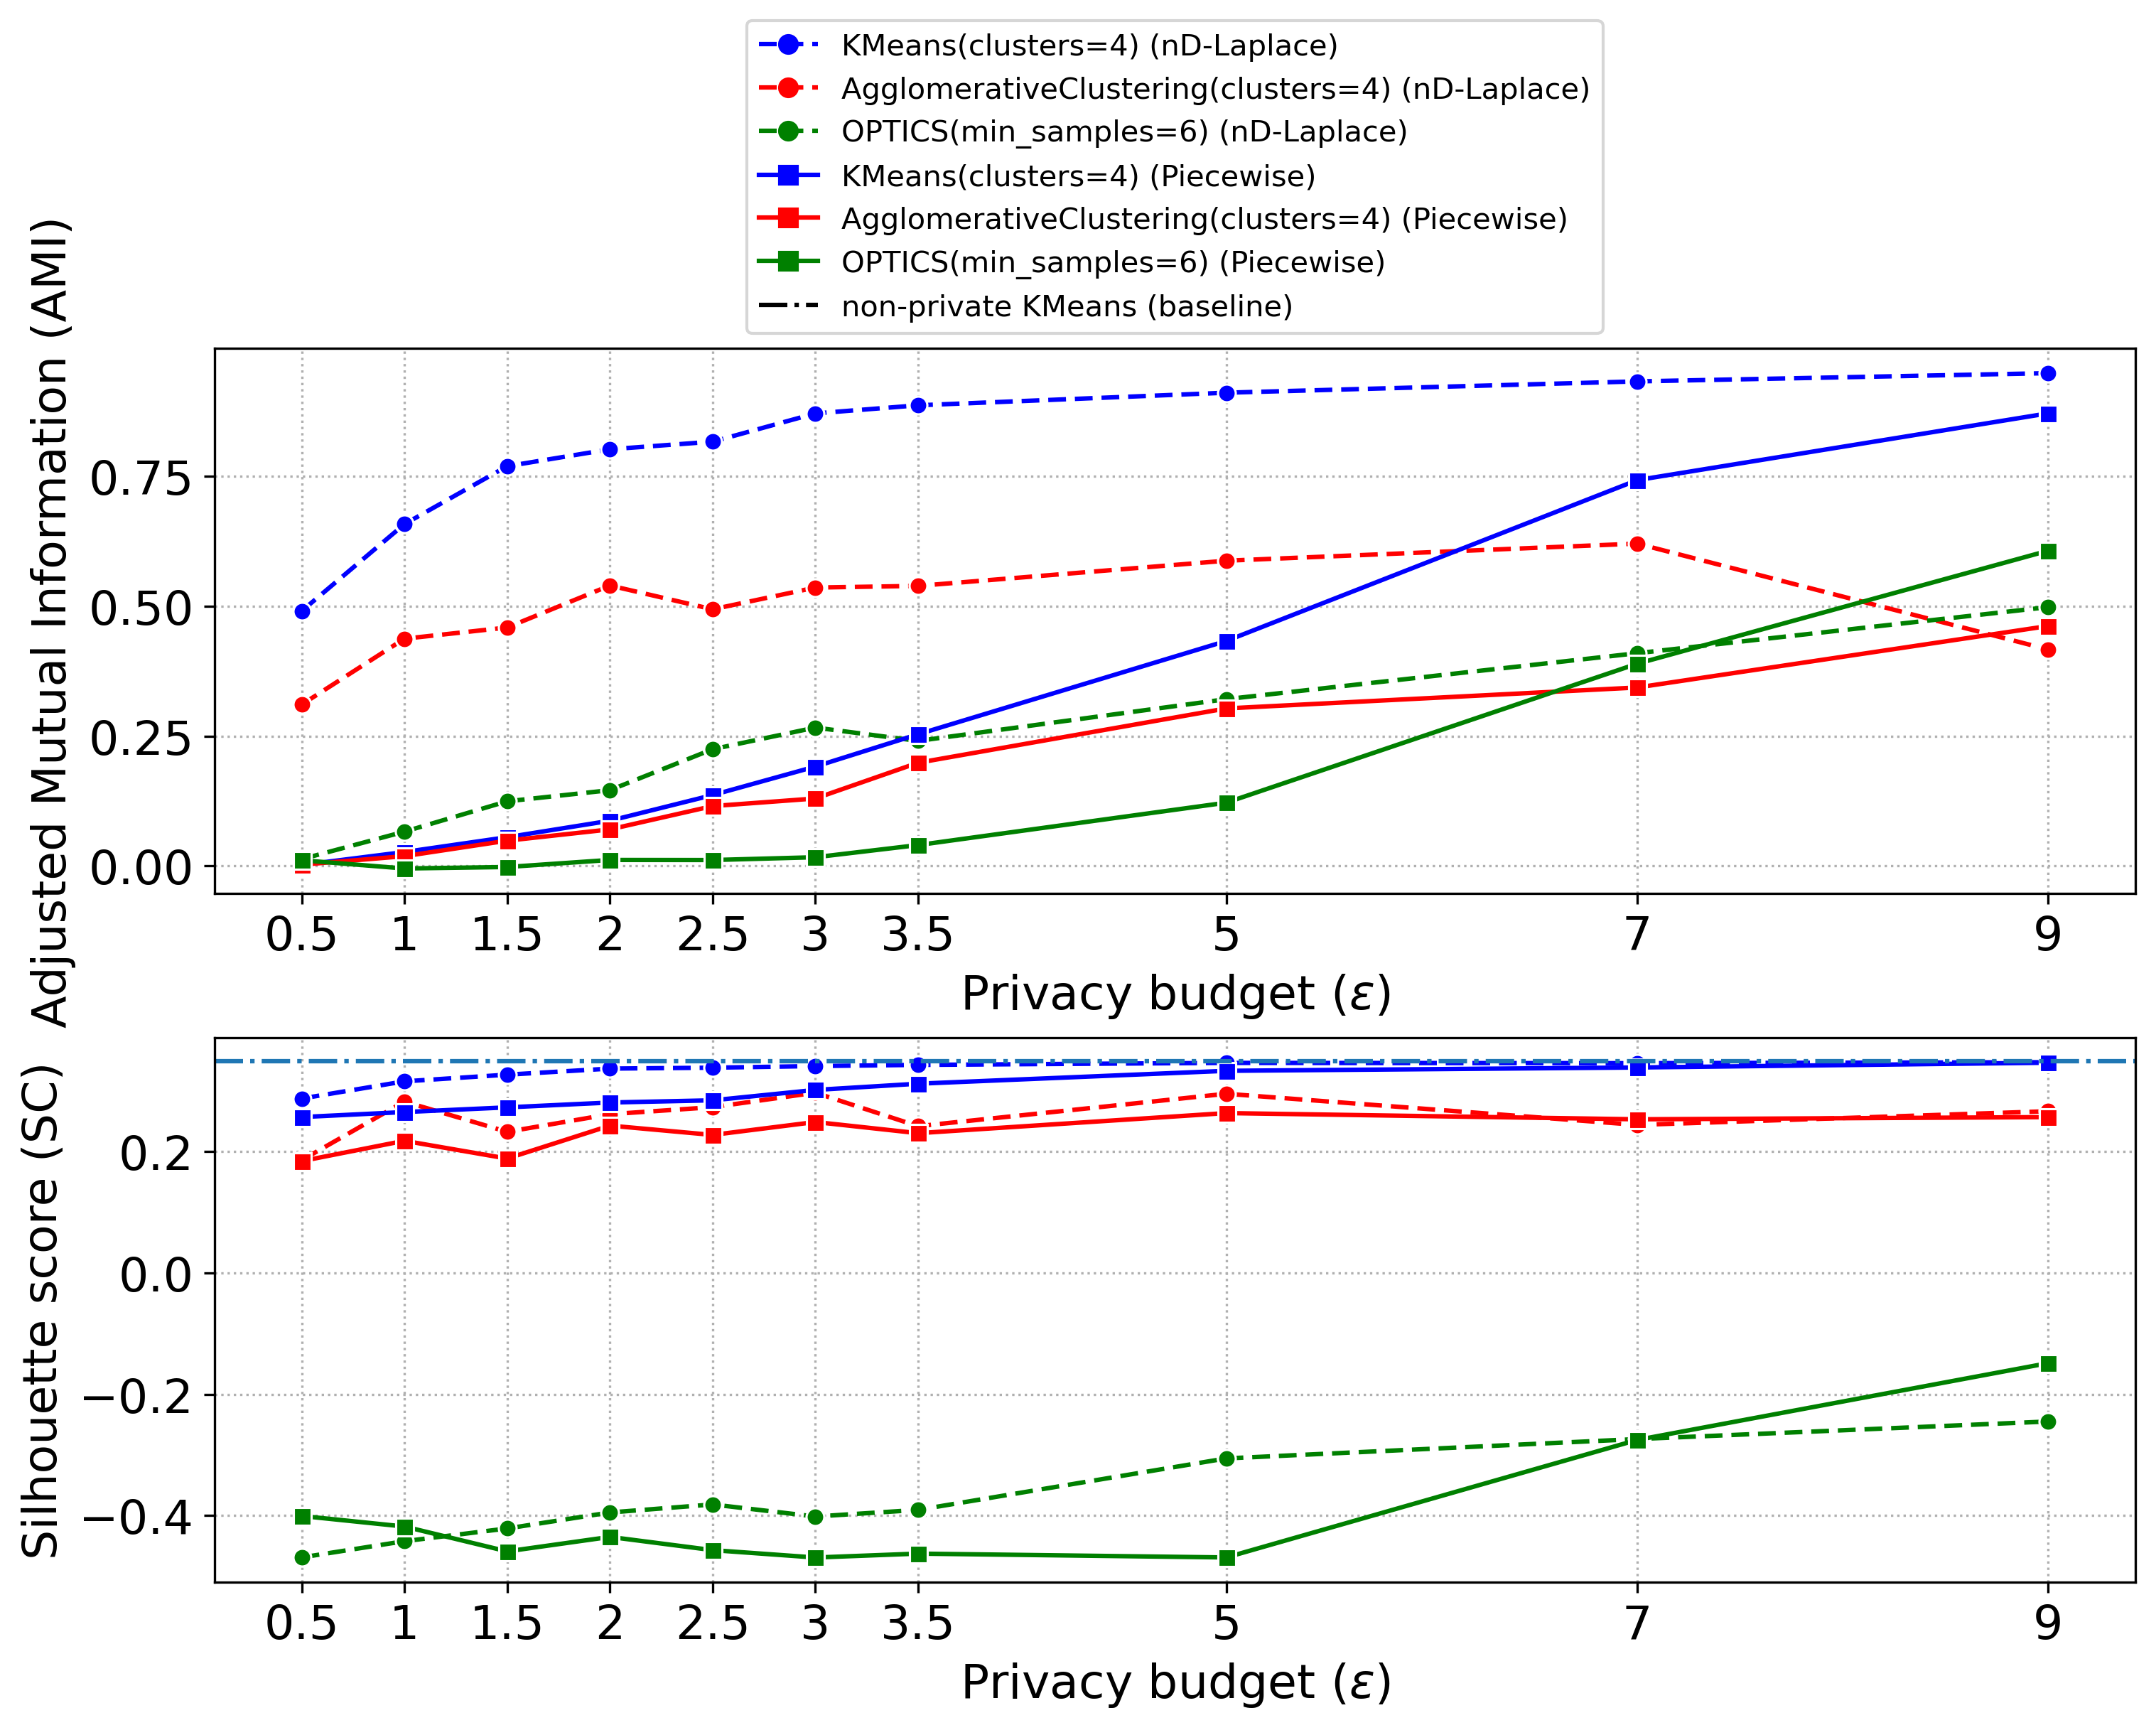 KMeans(clusters=4) (nD-Laplace)
AgglomerativeClustering(clusters=4) (nD-Laplace)
OPTICS(min_samples=6) (nD-Laplace)
KMeans(clusters=4) (Piecewise)
AgglomerativeClustering(clusters=4) (Piecewise)
OPTICS(min_samples=6) (Piecewise)
non-private KMeans (baseline)
Adjusted Mutual Information (AMI)
0.75
0.50
0.25
0.00
0.5 1 1.5 2 2.5 3 3.5 5 7 9
Privacy budget (ε)
Silhouette score (SC)
0.2
0.0
−0.2
−0.4
0.5 1 1.5 2 2.5 3 3.5 5 7 9
Privacy budget (ε)